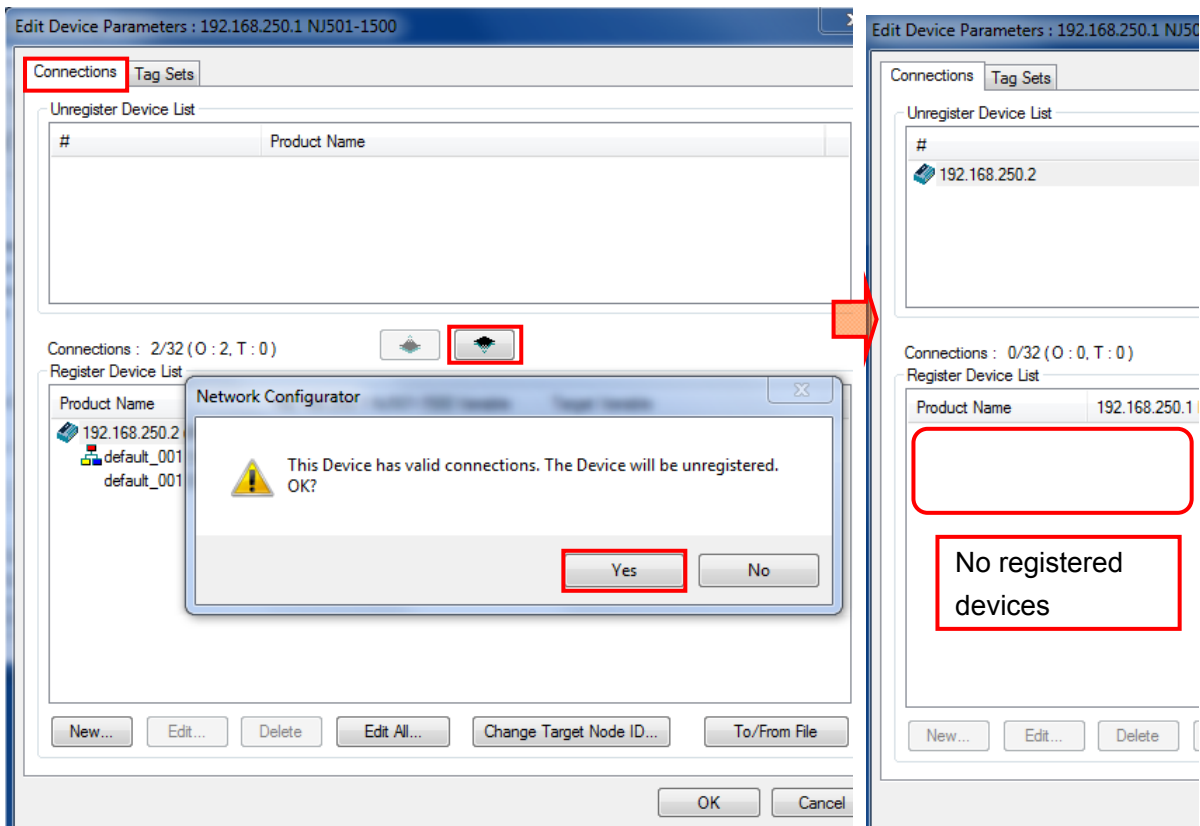 Edit Device Parameters : 192.168.250.1 NJ501-1500
Connections Tag Sets
Unregister Device List
# Product Name
Connections : 2/32 ( O : 2, T : 0 )
Register Device List
Product Name
192.168.250.2
default_001
default_001
Network Configurator
This Device has valid connections. The Device will be unregistered.
OK?
Yes No
New... Edit... Delete Edit All... Change Target Node ID... To/From File
OK Cancel
Edit Device Parameters : 192.168.250.1 NJ50
Connections Tag Sets
Unregister Device List
#
192.168.250.2
Connections : 0/32 ( O : 0, T : 0 )
Register Device List
Product Name 192.168.250.1
No registered
devices
New... Edit... Delete